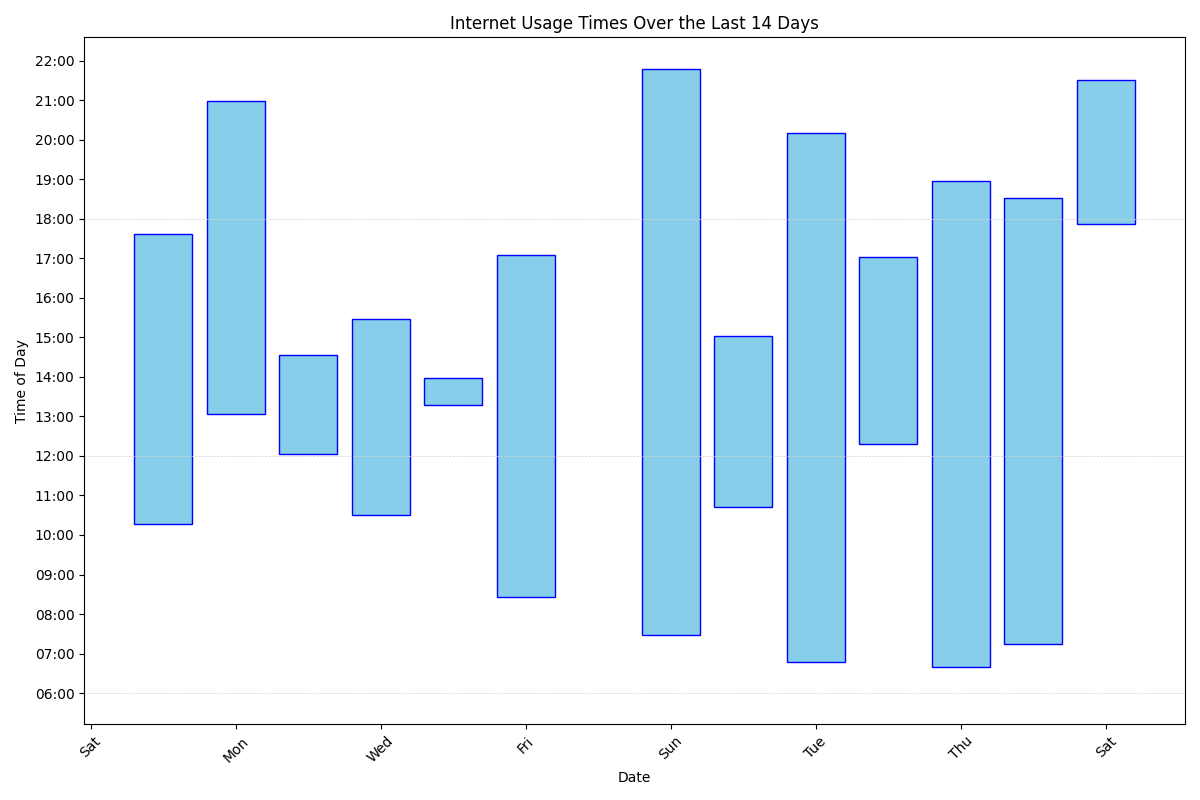 Internet Usage Times Over the Last 14 Days
22:00
21:00
20:00
19:00
18:00
17:00
16:00
15:00
14:00
13:00
12:00
11:00
10:00
09:00
08:00
07:00
06:00
Time of Day
Sat
Mon
Wed
Fri
Sun
Tue
Thu
Sat
Date